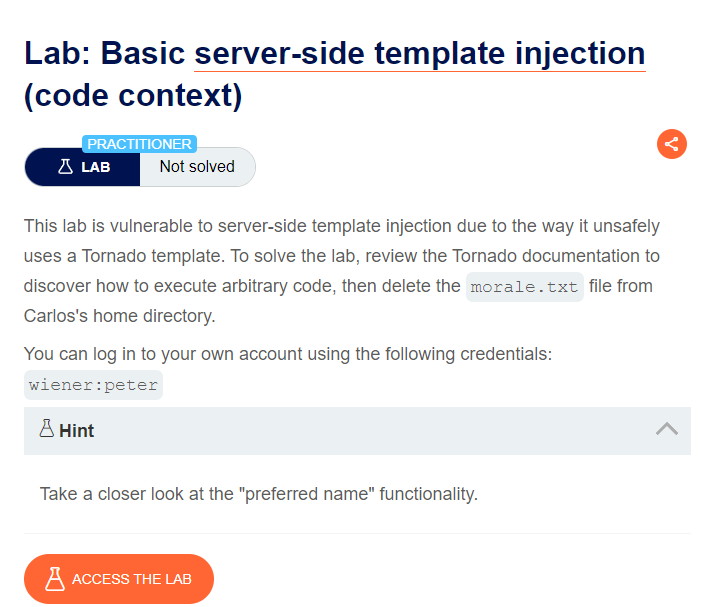 Lab: Basic server-side template injection
(code context)
PRACTITIONER
LAB
Not solved
This lab is vulnerable to server-side template injection due to the way it unsafely
uses a Tornado template. To solve the lab, review the Tornado documentation to
discover how to execute arbitrary code, then delete the morale.txt file from
Carlos's home directory.
You can log in to your own account using the following credentials:
wiener:peter
Hint
Take a closer look at the "preferred name" functionality.
ACCESS THE LAB